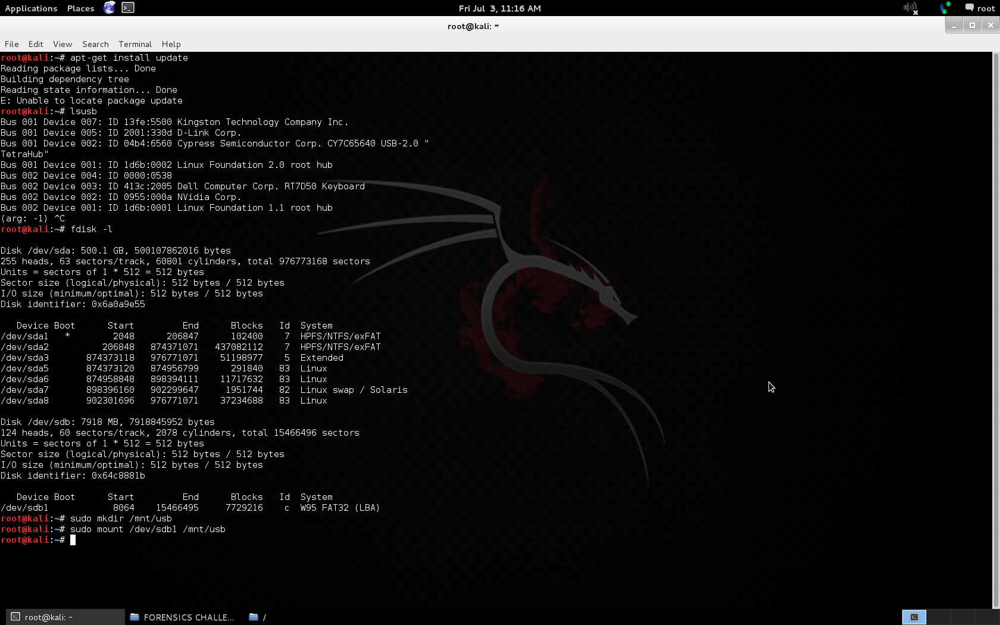 Applications Places Fri Jul 3, 11:16 AM root
root@kali: ~
File Edit View Search Terminal Help
root@kali:~# apt-get install update
Reading package lists... Done
Building dependency tree
Reading state information... Done
E: Unable to locate package update
root@kali:~# lsusb
Bus 001 Device 007: ID 13fe:5500 Kingston Technology Company Inc.
Bus 001 Device 005: ID 2001:330d D-Link Corp.
Bus 001 Device 002: ID 04b4:6560 Cypress Semiconductor Corp. CY7C65640 USB-2.0 "
TetraHub"
Bus 001 Device 001: ID 1d6b:0002 Linux Foundation 2.0 root hub
Bus 002 Device 004: ID 0000:0538
Bus 002 Device 003: ID 413c:2005 Dell Computer Corp. RT7D50 Keyboard
Bus 002 Device 002: ID 0955:000a NVidia Corp.
Bus 002 Device 001: ID 1d6b:0001 Linux Foundation 1.1 root hub
(arg: -1) ^C
root@kali:~# fdisk -l
Disk /dev/sda: 500.1 GB, 500107862016 bytes
255 heads, 63 sectors/track, 60801 cylinders, total 976773168 sectors
Units = sectors of 1 * 512 = 512 bytes
Sector size (logical/physical): 512 bytes / 512 bytes
I/O size (minimum/optimal): 512 bytes / 512 bytes
Disk identifier: 0x6a0a9e55
Device Boot Start End Blocks Id System
/dev/sda1 * 2048 206847 102400 7 HPFS/NTFS/exFAT
/dev/sda2 206848 874371071 437082112 7 HPFS/NTFS/exFAT
/dev/sda3 874373118 976771071 51198977 5 Extended
/dev/sda5 874373120 874956799 291840 83 Linux
/dev/sda6 874958848 898394111 11717632 83 Linux
/dev/sda7 898396160 902299647 1951744 82 Linux swap / Solaris
/dev/sda8 902301696 976771071 37234688 83 Linux
Disk /dev/sdb: 7918 MB, 7918845952 bytes
124 heads, 60 sectors/track, 2078 cylinders, total 15466496 sectors
Units = sectors of 1 * 512 = 512 bytes
Sector size (logical/physical): 512 bytes / 512 bytes
I/O size (minimum/optimal): 512 bytes / 512 bytes
Disk identifier: 0x64c8881b
Device Boot Start End Blocks Id System
/dev/sdb1 8064 15466495 7729216 c W95 FAT32 (LBA)
root@kali:~# sudo mkdir /mnt/usb
root@kali:~# sudo mount /dev/sdb1 /mnt/usb
root@kali:~#
root@kali: ~ FORENSICS CHALLE... /